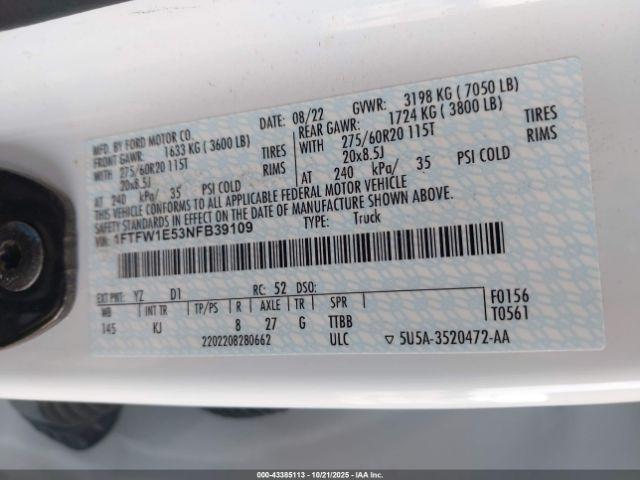 MFD. BY FORD MOTOR CO.
DATE: 08/22 GVWR: 3198 KG ( 7050 LB)
FRONT GAWR: 1633 KG ( 3600 LB)
REAR GAWR: 1724 KG ( 3800 LB)
WITH 275/60R20 115T TIRES
WITH 275/60R20 115T TIRES
20x8.5J RIMS
20x8.5J RIMS
AT 240 kPa/ 35 PSI COLD
AT 240 kPa/ 35 PSI COLD
THIS VEHICLE CONFORMS TO ALL APPLICABLE FEDERAL MOTOR VEHICLE
SAFETY STANDARDS IN EFFECT ON THE DATE OF MANUFACTURE SHOWN ABOVE.
VIN: 1FTFW1E53NFB39109
TYPE: Truck
EXT PNT: YZ D1 RC: 52 DSO:
WB INT TR TP/PS R AXLE TR SPR
145 KJ 8 27 G TTBB
F0156
T0561
2202208280662 ULC ▽ 5U5A-3520472-AA
000-43385113 - 10/21/2025 - IAA Inc.